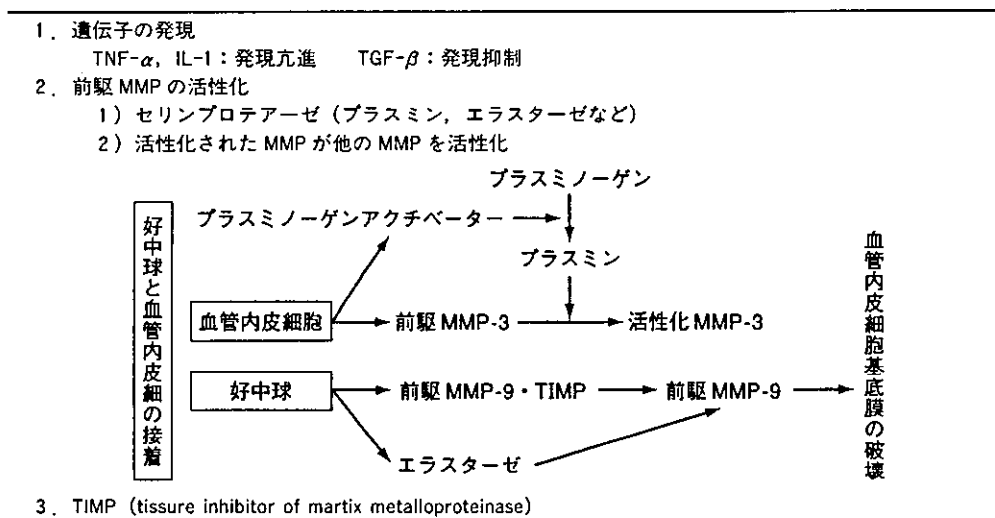 1．遺伝子の発現
TNF-α, IL-1：発現亢進　　TGF-β：発現抑制
2．前駆 MMP の活性化
1）セリンプロテアーゼ（プラスミン，エラスターゼなど）
2）活性化された MMP が他の MMP を活性化
プラスミノーゲン
プラスミノーゲンアクチベーター
プラスミン
好中球と血管内皮細の接着
血管内皮細胞
前駆 MMP-3
活性化 MMP-3
好中球
前駆 MMP-9・TIMP
前駆 MMP-9
エラスターゼ
血管内皮細胞基底膜の破壊
3．TIMP（tissue inhibitor of martix metalloproteinase）